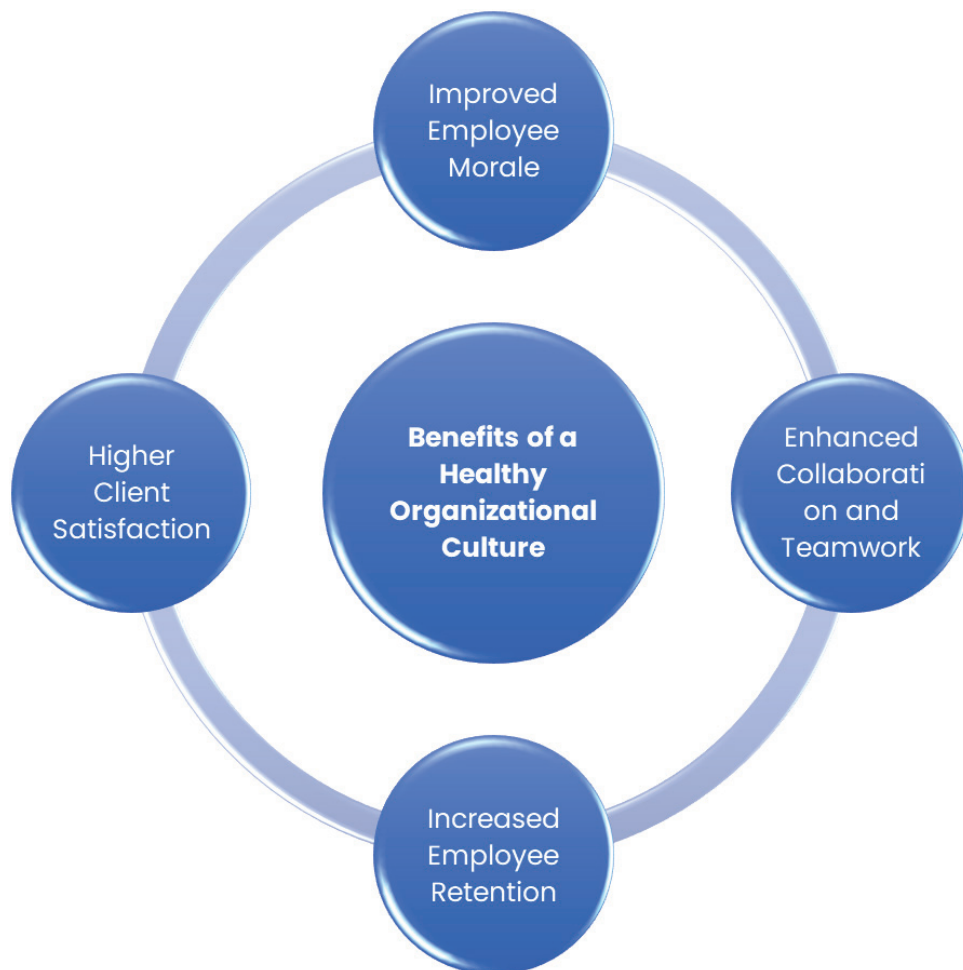 Improved
Employee
Morale
Higher
Client
Satisfaction
Benefits of a
Healthy
Organizational
Culture
Enhanced
Collaborati
on and
Teamwork
Increased
Employee
Retention